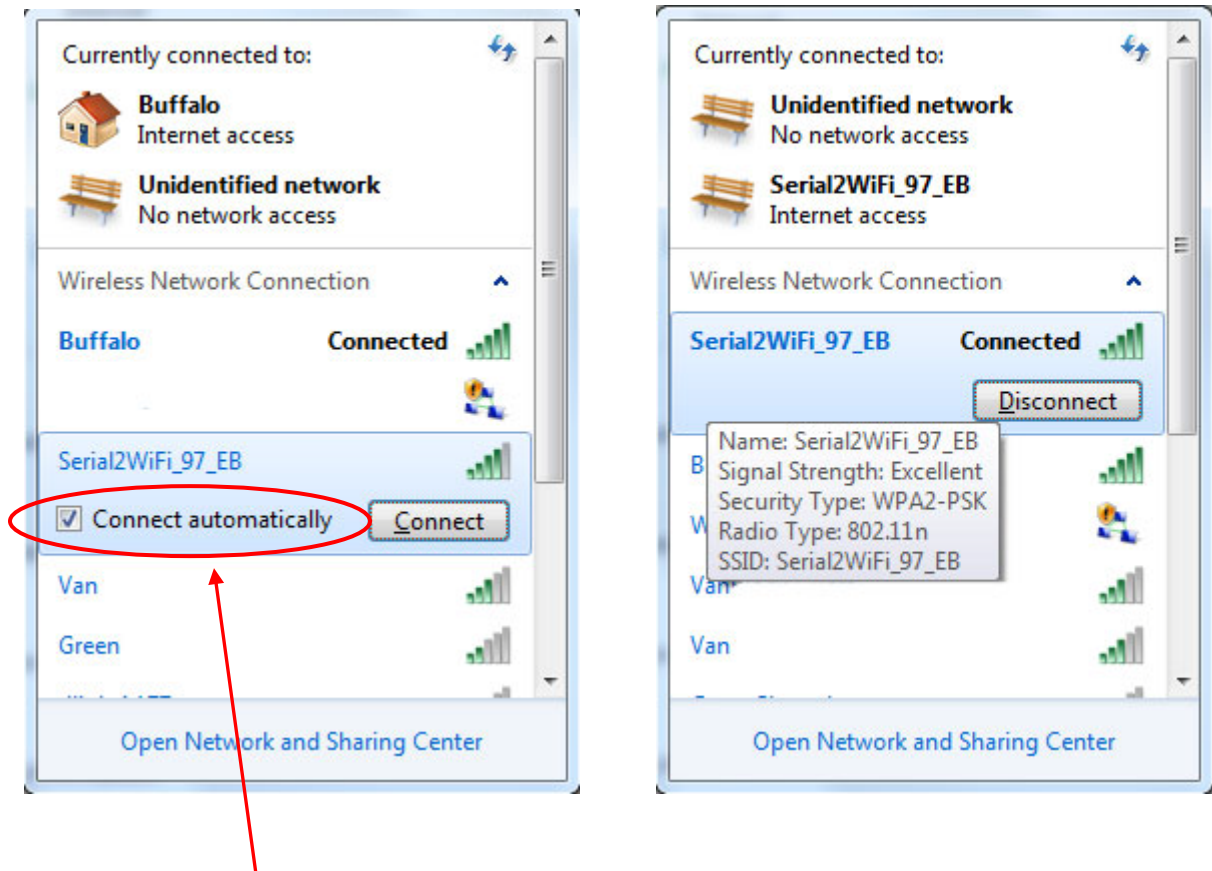 Currently connected to:
Buffalo
Internet access
Unidentified network
No network access
Wireless Network Connection
Buffalo Connected
Serial2WiFi_97_EB
Connect automatically Connect
Van
Green
Open Network and Sharing Center
Currently connected to:
Unidentified network
No network access
Serial2WiFi_97_EB
Internet access
Wireless Network Connection
Serial2WiFi_97_EB Connected
Disconnect
Name: Serial2WiFi_97_EB
B
Signal Strength: Excellent
Security Type: WPA2-PSK
W
Radio Type: 802.11n
SSID: Serial2WiFi_97_EB
Van
Van
Open Network and Sharing Center